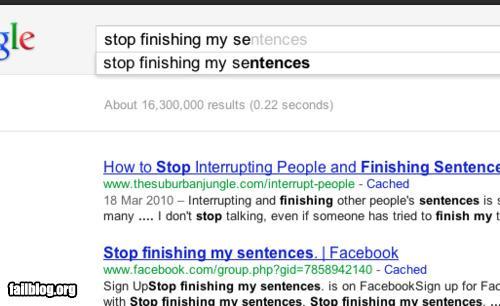 gle
stop finishing my sentences
stop finishing my sentences
About 16,300,000 results (0.22 seconds)
How to Stop Interrupting People and Finishing Sentence
www.thesuburbanjungle.com/interrupt-people - Cached
18 Mar 2010 – Interrupting and finishing other people's sentences is s
many .... I don't stop talking, even if someone has tried to finish my t
Stop finishing my sentences. | Facebook
www.facebook.com/group.php?gid=7858942140 - Cached
Sign UpStop finishing my sentences. is on FacebookSign up for Fac
with Stop finishing my sentences. Stop finishing my sentences. ...
failblog.org